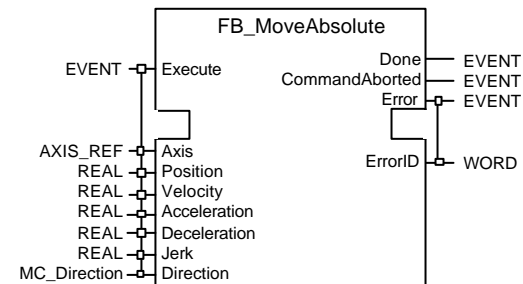 FB_MoveAbsolute
Done EVENT
EVENT Execute CommandAborted EVENT
Error EVENT
AXIS_REF Axis ErrorID WORD
REAL Position
REAL Velocity
REAL Acceleration
REAL Deceleration
REAL Jerk
MC_Direction Direction